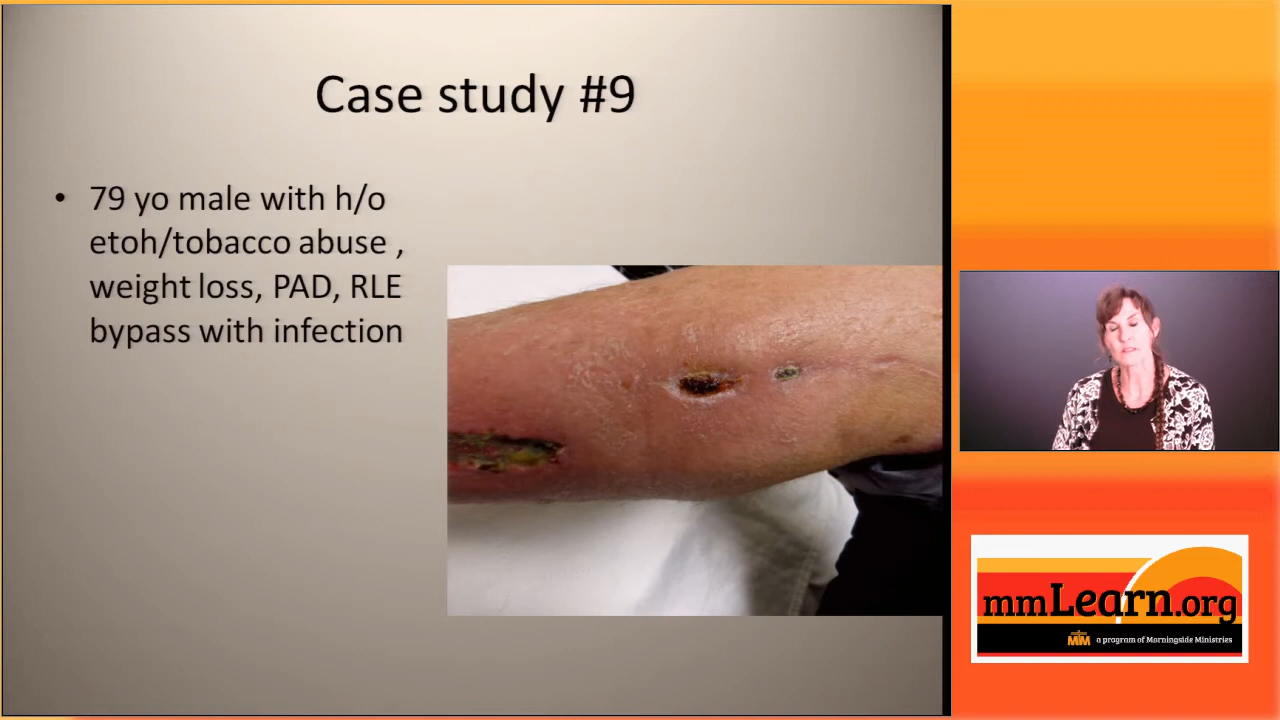 Case study #9
• 79 yo male with h/o
etoh/tobacco abuse ,
weight loss, PAD, RLE
bypass with infection
mmLearn.org
MM a program of Morningside Ministries